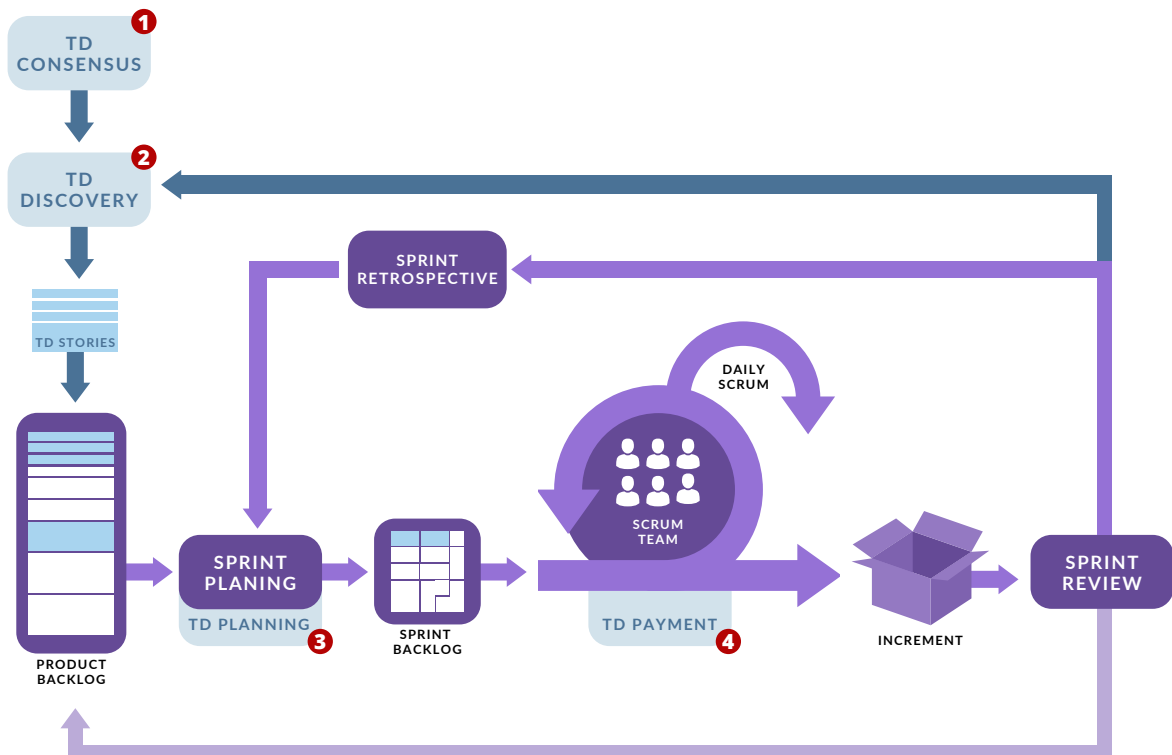 1
TD
CONSENSUS
2
TD
DISCOVERY
TD STORIES
SPRINT
RETROSPECTIVE
DAILY
SCRUM
SCRUM
TEAM
SPRINT
PLANING
TD PLANNING
3
SPRINT
BACKLOG
TD PAYMENT
4
INCREMENT
SPRINT
REVIEW
PRODUCT
BACKLOG